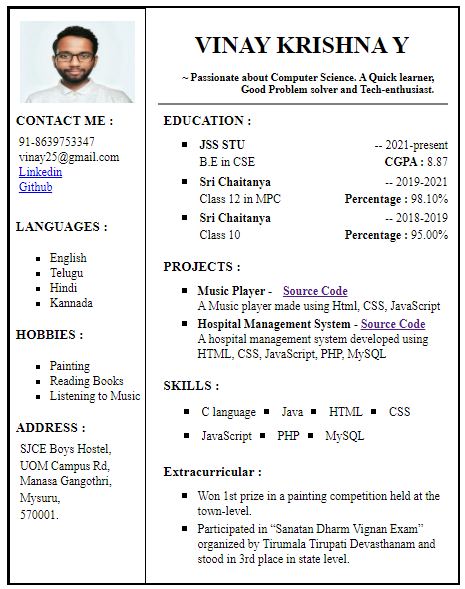 VINAY KRISHNA Y
~ Passionate about Computer Science. A Quick learner,
Good Problem solver and Tech-enthusiast.
CONTACT ME :
91-8639753347
vinay25@gmail.com
Linkedin
Github
LANGUAGES :
English
Telugu
Hindi
Kannada
HOBBIES :
Painting
Reading Books
Listening to Music
ADDRESS :
SJCE Boys Hostel,
UOM Campus Rd,
Manasa Gangothri,
Mysuru,
570001.
EDUCATION :
JSS STU -- 2021-present
B.E in CSE CGPA : 8.87
Sri Chaitanya -- 2019-2021
Class 12 in MPC Percentage : 98.10%
Sri Chaitanya -- 2018-2019
Class 10 Percentage : 95.00%
PROJECTS :
Music Player - Source Code
A Music player made using Html, CSS, JavaScript
Hospital Management System - Source Code
A hospital management system developed using
HTML, CSS, JavaScript, PHP, MySQL
SKILLS :
C language Java HTML CSS
JavaScript PHP MySQL
Extracurricular :
Won 1st prize in a painting competition held at the
town-level.
Participated in “Sanatan Dharm Vignan Exam”
organized by Tirumala Tirupati Devasthanam and
stood in 3rd place in state level.